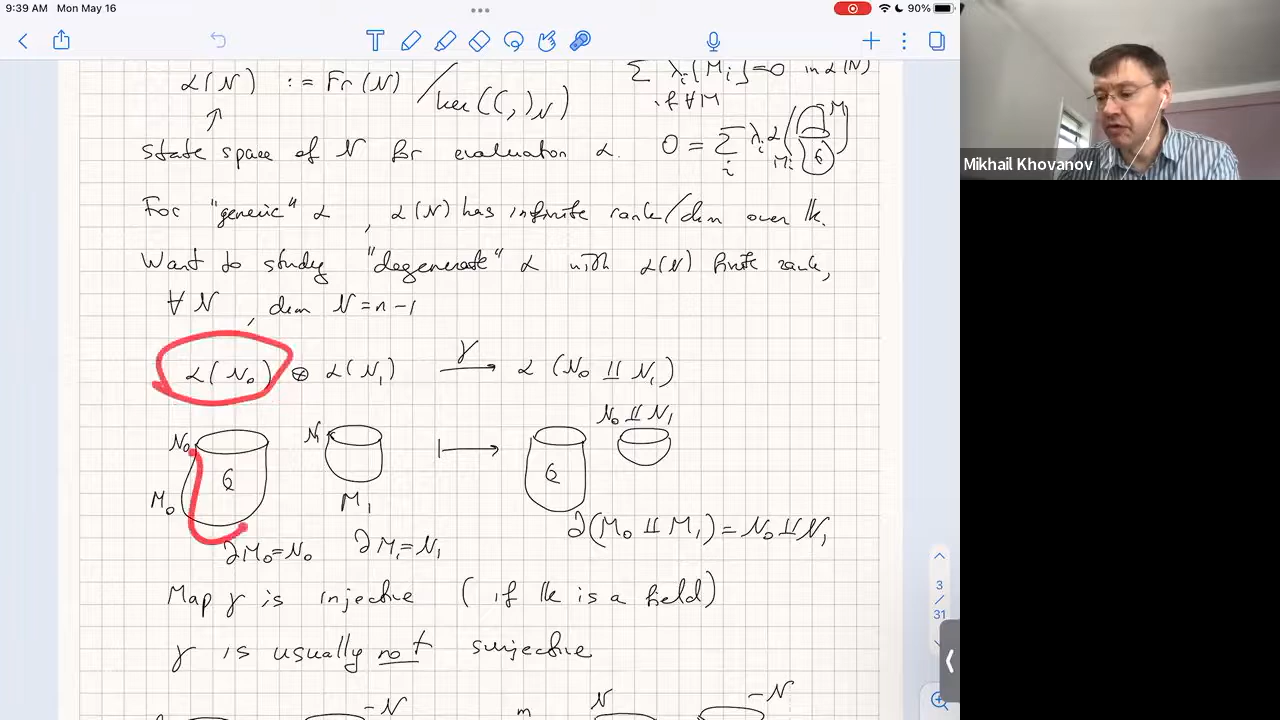 9:39 AM Mon May 16
90%
α(N) := Fr(N) / ker((,)_N)
∑ λ_i [M_i] = 0 in α(N)
if ∀M
state space of N for evaluation α. 0 = ∑_i λ_i α( M_i M )
For "generic" α, α(N) has infinite rank/dim over 𝕜.
Want to study "degenerate" α with α(N) finite rank,
∀ N, dim N = n-1
α(N_0) ⊗ α(N_1) γ⟶ α (N_0 ⊔ N_1)
N_0 N_1 ⟼ N_0 ⊔ N_1
M_0 M_1
∂M_0 = N_0 ∂M_1 = N_1 ∂(M_0 ⊔ M_1) = N_0 ⊔ N_1
Map γ is injective (if 𝕜 is a field)
γ is usually not surjective
-N m N -N
3
/
31
Mikhail Khovanov